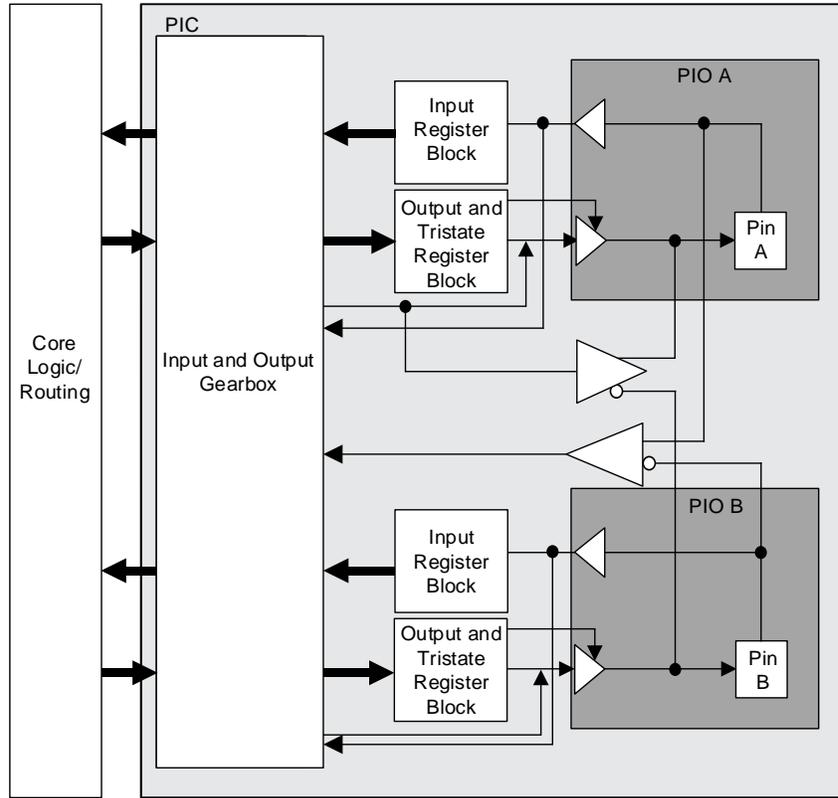 PIC
PIO A
Input
Register
Block
Output and
Tristate
Register
Block
Pin
A
Core
Logic/
Routing
Input and Output
Gearbox
PIO B
Input
Register
Block
Output and
Tristate
Register
Block
Pin
B